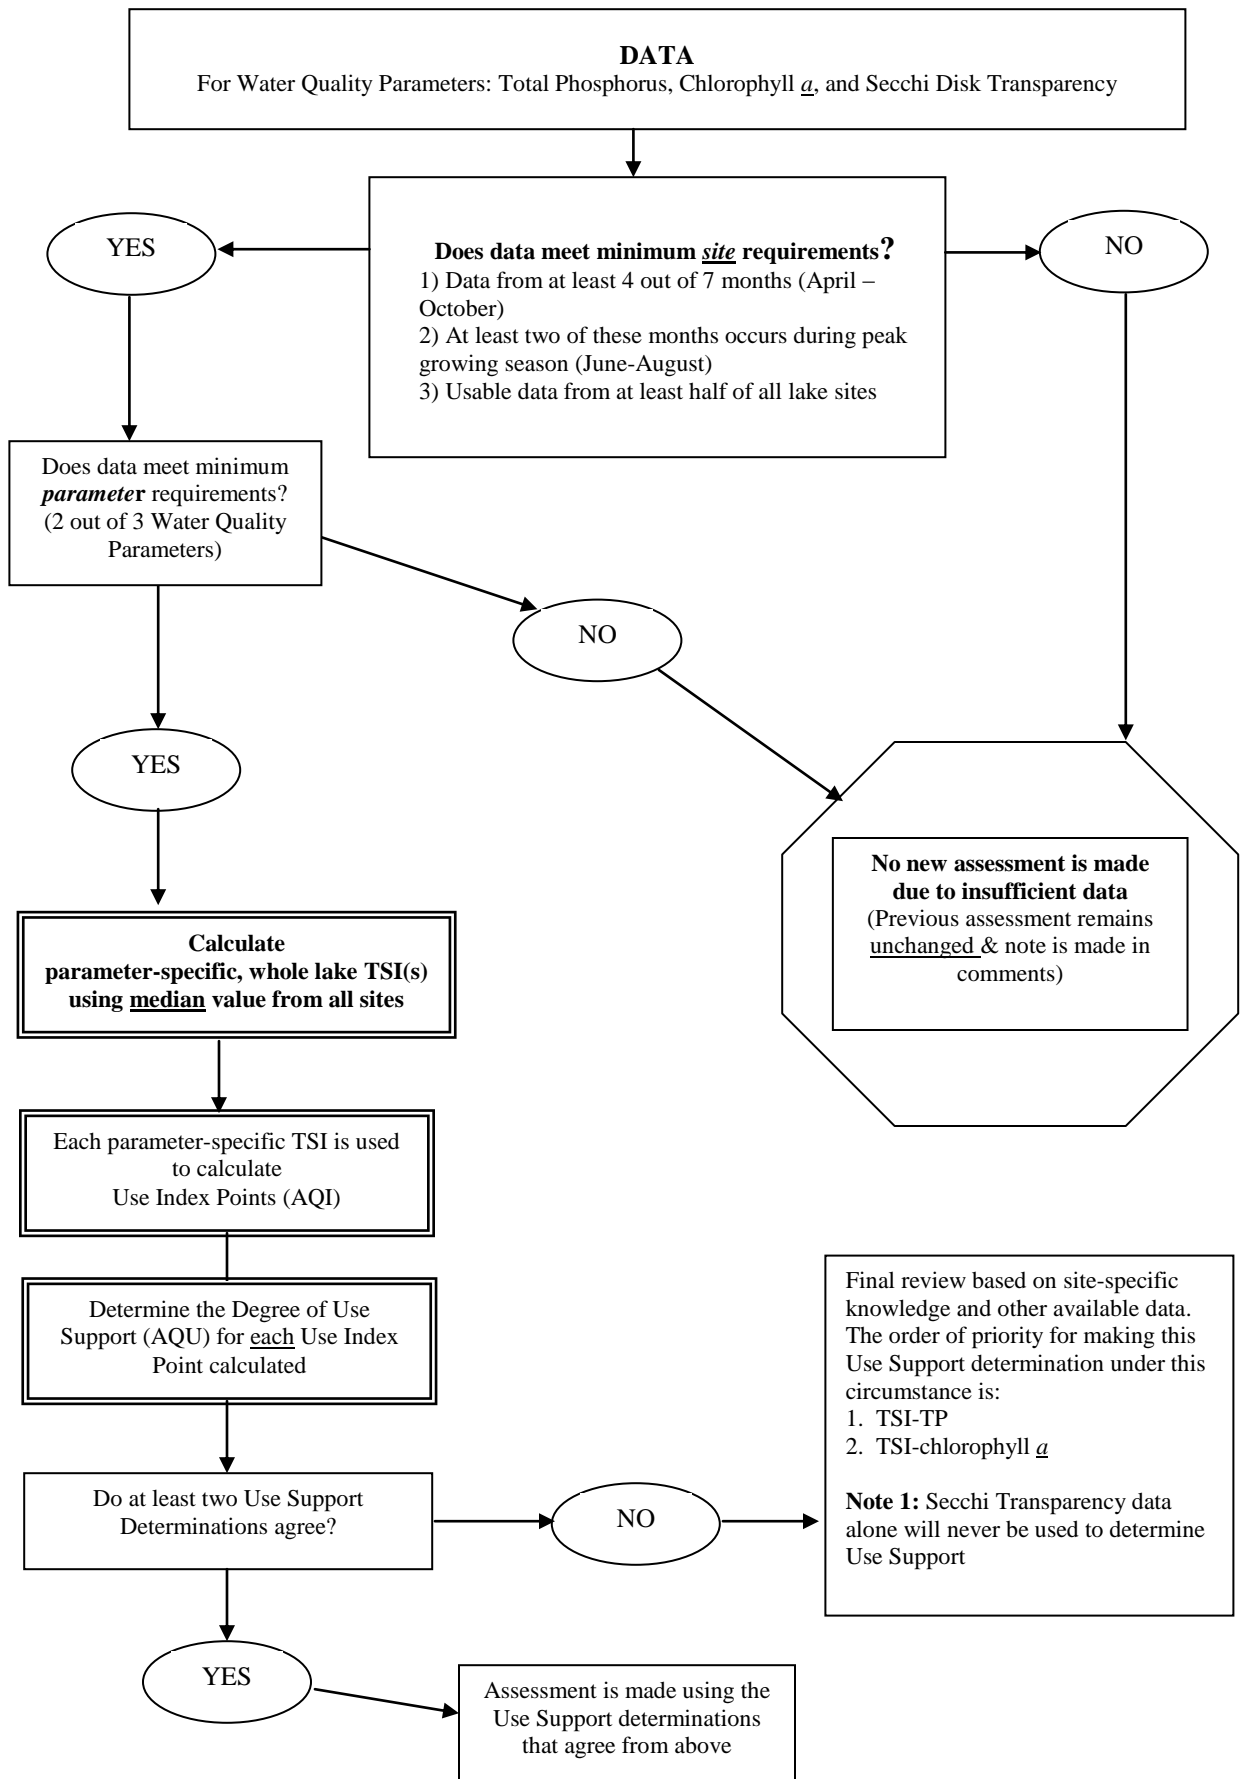 DATA
For Water Quality Parameters: Total Phosphorus, Chlorophyll a, and Secchi Disk Transparency
YES
Does data meet minimum site requirements?
1) Data from at least 4 out of 7 months (April –
October)
2) At least two of these months occurs during peak
growing season (June-August)
3) Usable data from at least half of all lake sites
NO
Does data meet minimum
parameter requirements?
(2 out of 3 Water Quality
Parameters)
NO
YES
No new assessment is made
due to insufficient data
(Previous assessment remains
unchanged & note is made in
comments)
Calculate
parameter-specific, whole lake TSI(s)
using median value from all sites
Each parameter-specific TSI is used
to calculate
Use Index Points (AQI)
Determine the Degree of Use
Support (AQU) for each Use Index
Point calculated
Final review based on site-specific
knowledge and other available data.
The order of priority for making this
Use Support determination under this
circumstance is:
1. TSI-TP
2. TSI-chlorophyll a
Note 1: Secchi Transparency data
alone will never be used to determine
Use Support
Do at least two Use Support
Determinations agree?
NO
YES
Assessment is made using the
Use Support determinations
that agree from above